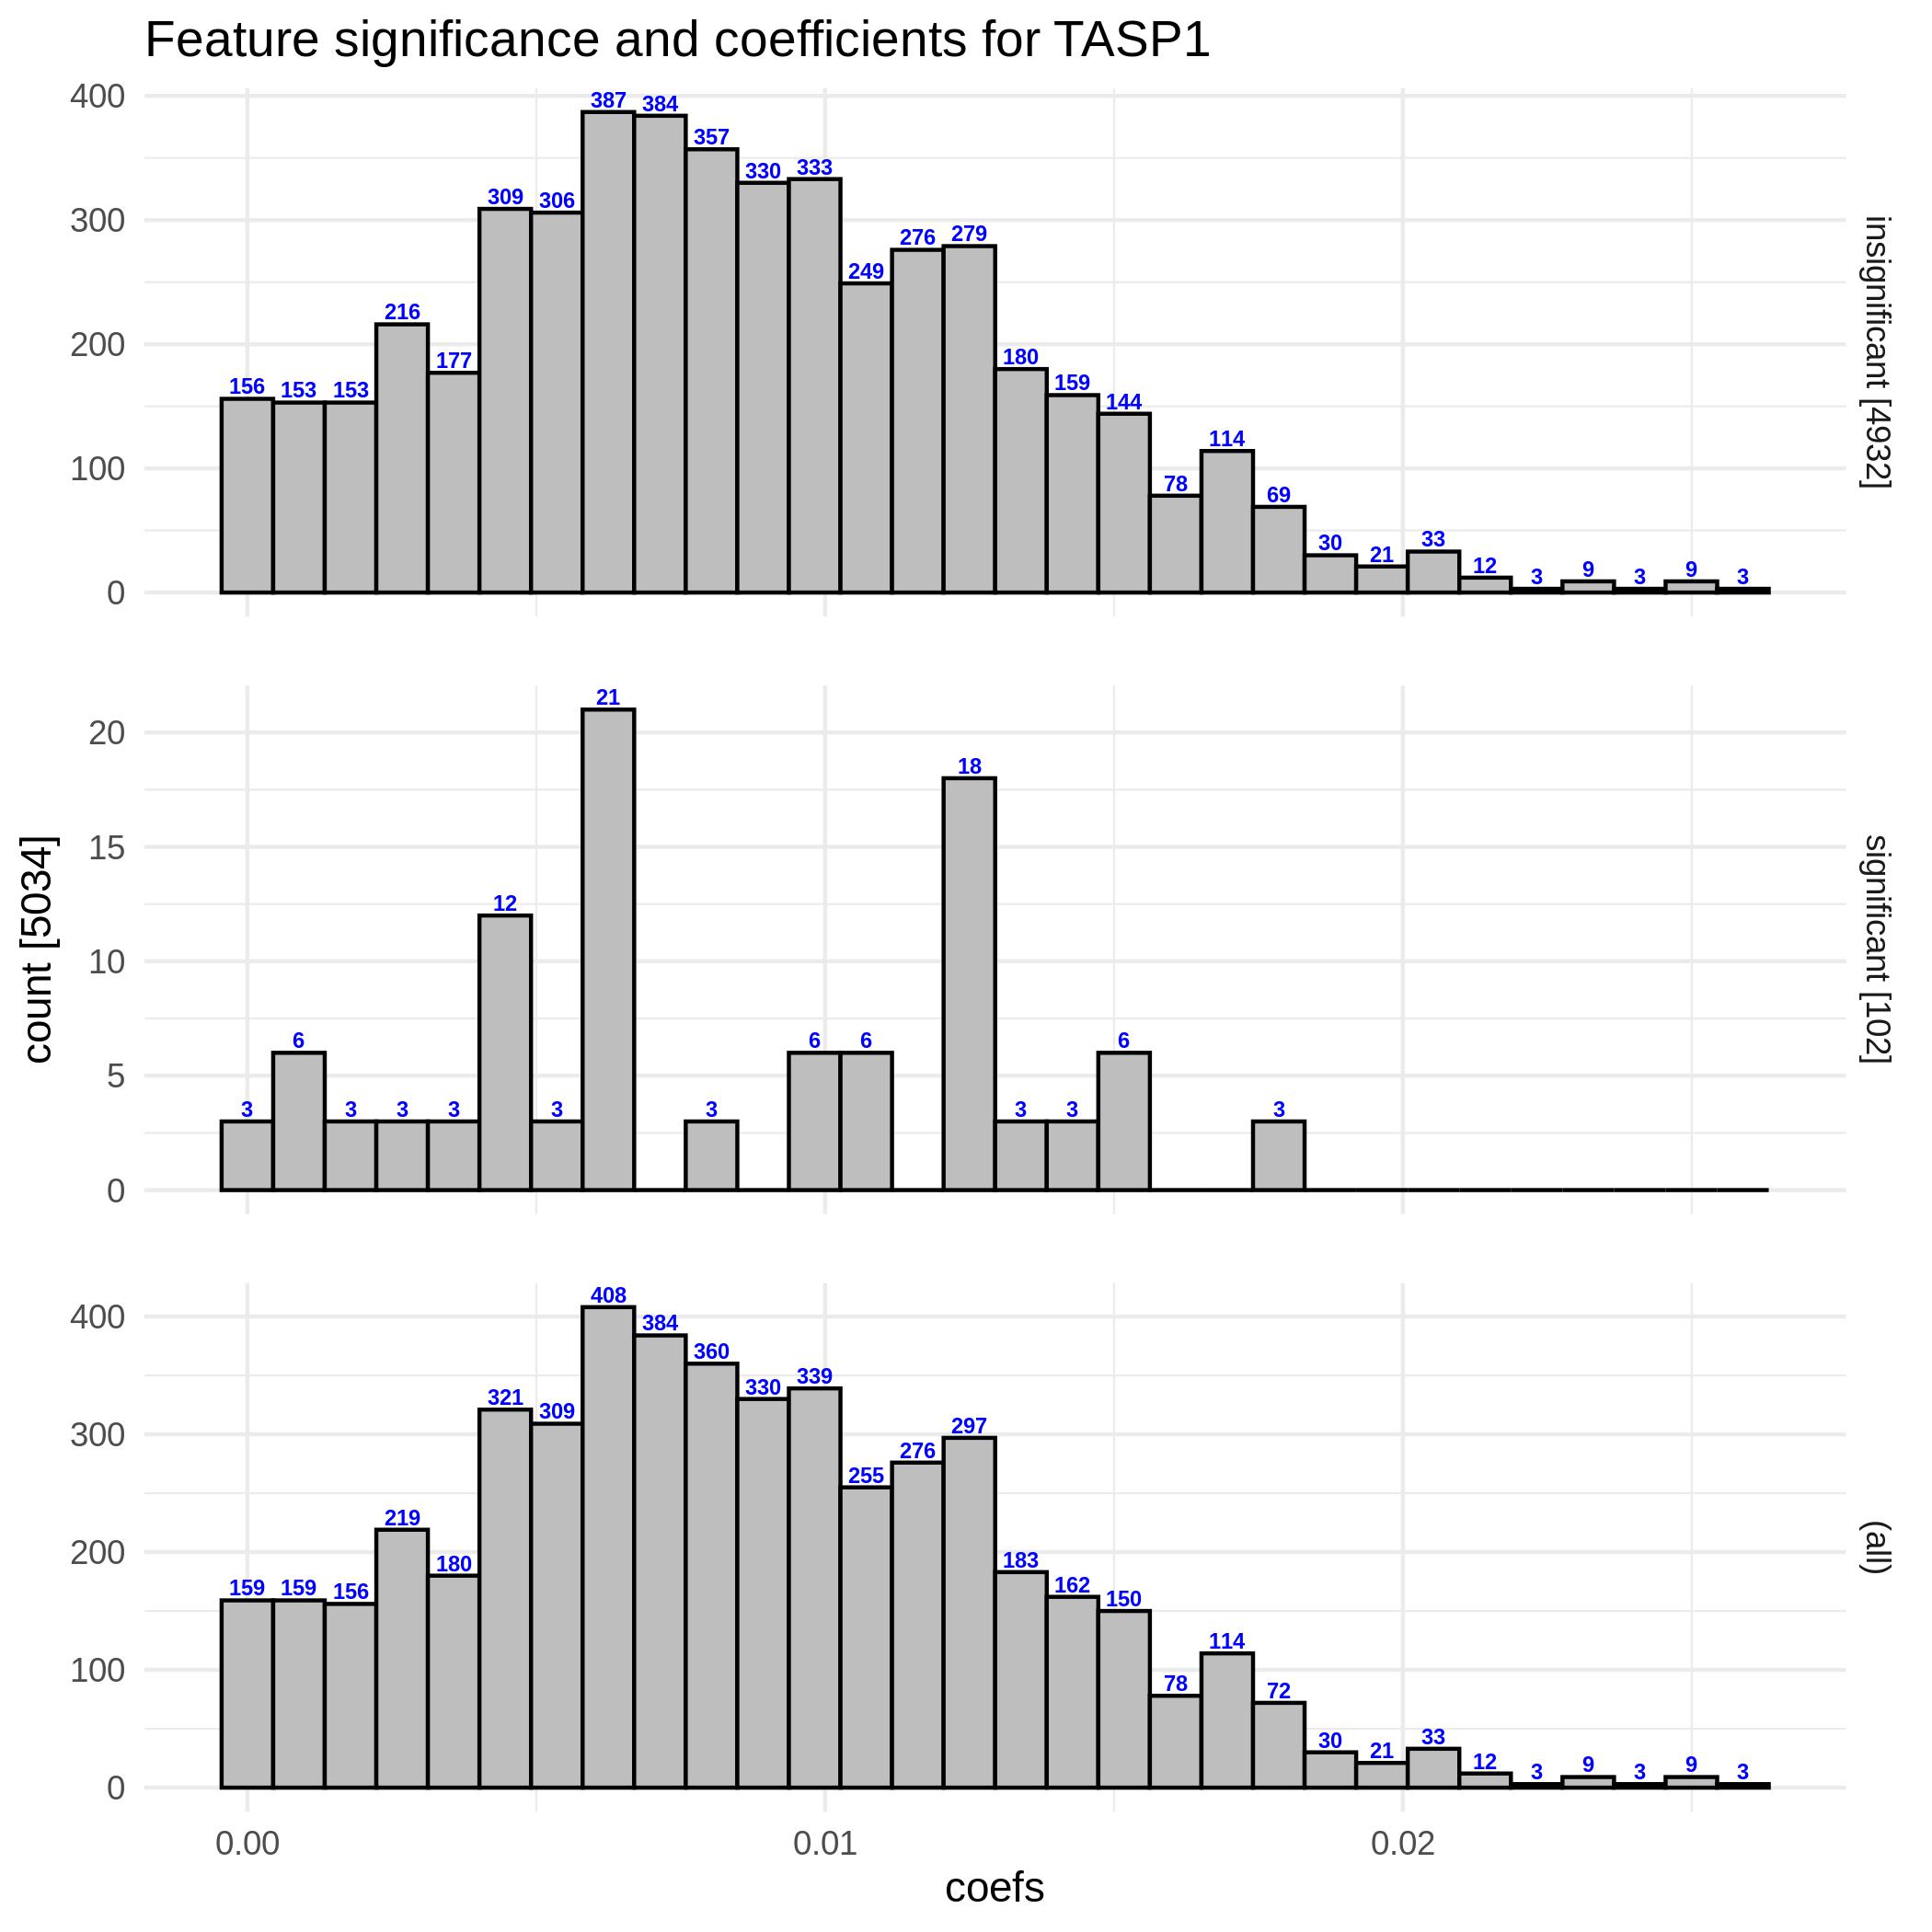 Feature significance and coefficients for TASP1
400
300
200
100
0
156 153 153 216 177 309 306 387 384 357 330 333 249 276 279 180 159 144 78 114 69 30 21 33 12 3 9 3 9 3
insignificant [4932]
count [5034]
20
15
10
5
0
3 6 3 3 3 12 3 21 3 6 6 18 3 3 6 3
significant [102]
400
300
200
100
0
159 159 156 219 180 321 309 408 384 360 330 339 255 276 297 183 162 150 78 114 72 30 21 33 12 3 9 3 9 3
(all)
0.00 0.01 0.02
coefs